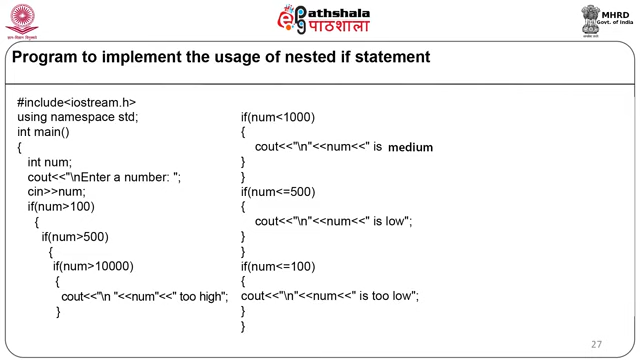 Pathshala
पाठशाला
MHRD
Govt. of India
Program to implement the usage of nested if statement
#include<iostream.h>
using namespace std;
int main()
{
int num;
cout<<"\nEnter a number: ";
cin>>num;
if(num>100)
{
if(num>500)
{
if(num>10000)
{
cout<<"\n "<<num"<<" too high";
}
if(num<1000)
{
cout<<"\n"<<num<<" is medium
}
}
if(num<=500)
{
cout<<"\n"<<num<<" is low";
}
}
if(num<=100)
{
cout<<"\n"<<num<<" is too low";
}
}
27